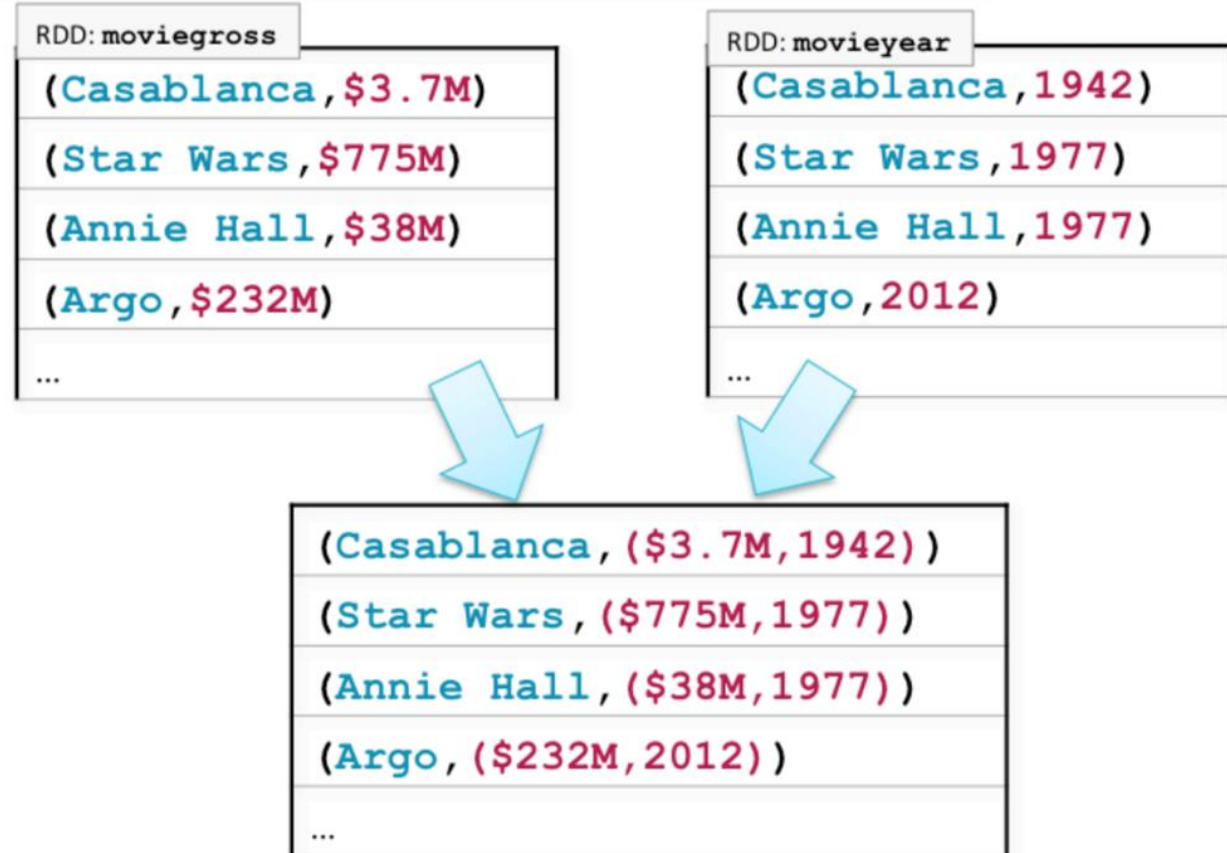 RDD: moviegross
(Casablanca,$3.7M)
(Star Wars,$775M)
(Annie Hall,$38M)
(Argo,$232M)
...
RDD: movieyear
(Casablanca,1942)
(Star Wars,1977)
(Annie Hall,1977)
(Argo,2012)
...
(Casablanca,($3.7M,1942))
(Star Wars,($775M,1977))
(Annie Hall,($38M,1977))
(Argo,($232M,2012))
...